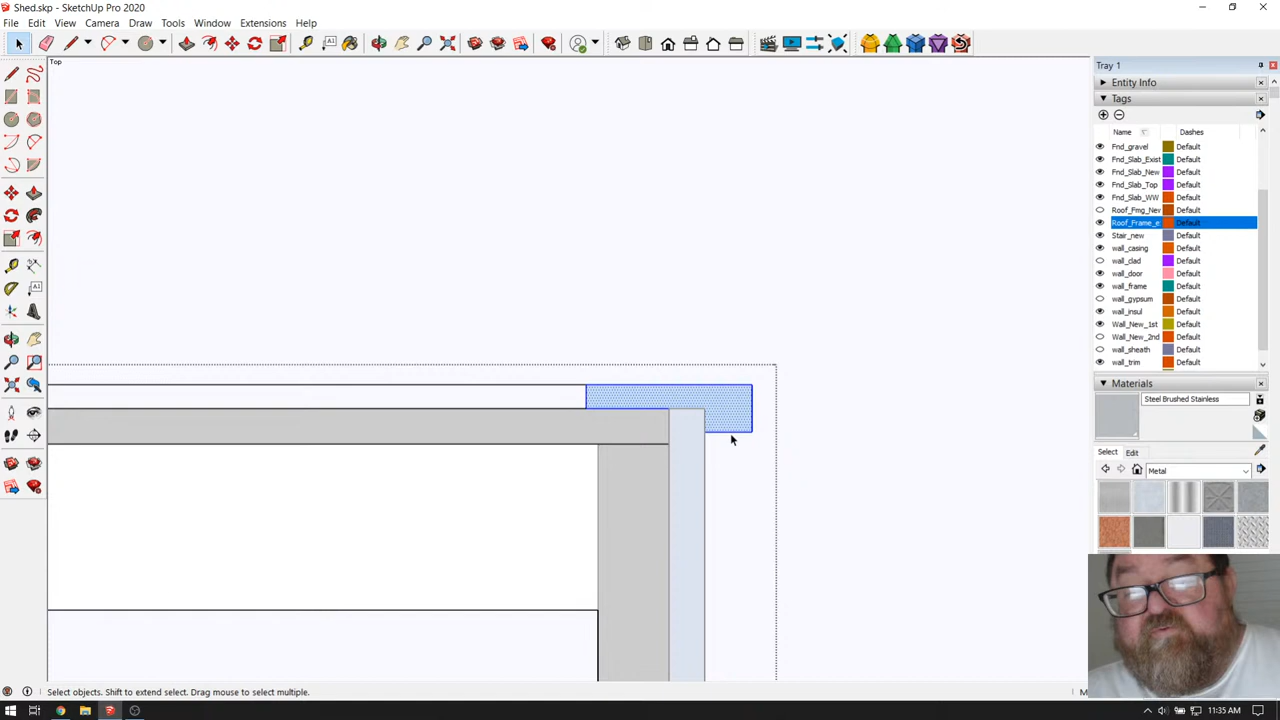 Shed.skp - SketchUp Pro 2020
File Edit View Camera Draw Tools Window Extensions Help
Top
Tray 1
Entity Info
Tags
Name Dashes
Fnd_gravel Default
Fnd_Slab_Exist Default
Fnd_Slab_New Default
Fnd_Slab_Top Default
Fnd_Slab_WW Default
Roof_Fmg_New Default
Roof_Frame_e Default
Stair_new Default
wall_casing Default
wall_clad Default
wall_door Default
wall_frame Default
wall_gypsum Default
wall_insul Default
Wall_New_1st Default
Wall_New_2nd Default
wall_sheath Default
wall_trim Default
Materials
Steel Brushed Stainless
Select Edit
Metal
Select objects. Shift to extend select. Drag mouse to select multiple.
M
11:35 AM